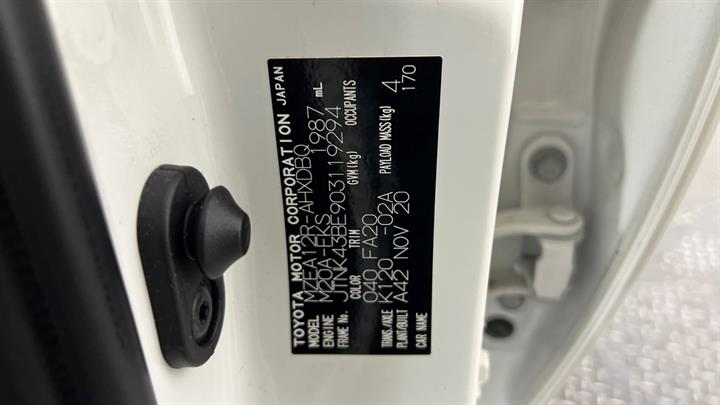 TOYOTA MOTOR CORPORATION JAPAN
MODEL MZEA12R-AHXDBQ
ENGINE M20A-FKS 1987 mL
FRAME No. JTNK43BE903119294
COLOR TRIM GVM(kg) OCCUPANTS
040 FA20 4
TRANS./AXLE K120 -02A PAYLOAD MASS(kg) 170
PLANT/BUILT A42 NOV 20
CAR NAME